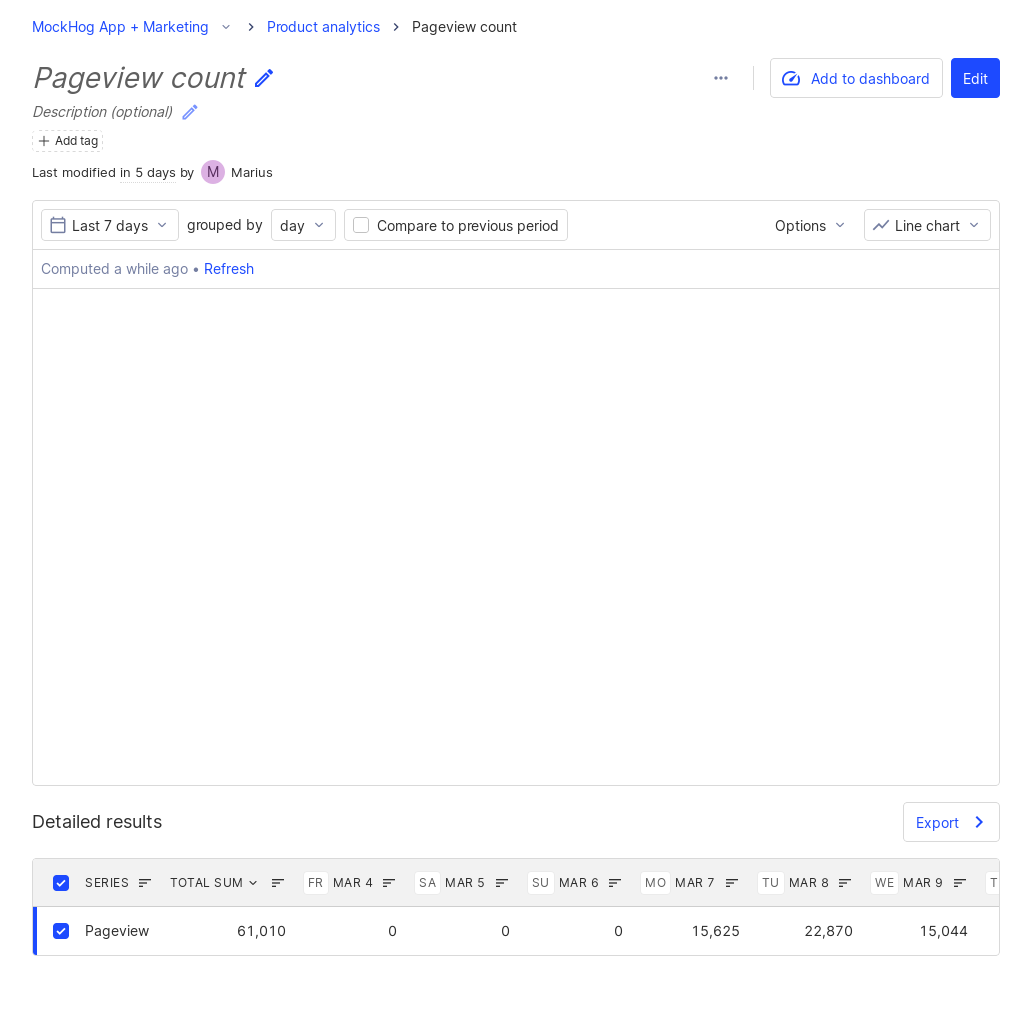 MockHog App + Marketing Product analytics Pageview count
Pageview count
Add to dashboard Edit
Description (optional)
Add tag
Last modified in 5 days by M Marius
Last 7 days grouped by day Compare to previous period Options Line chart
Computed a while ago • Refresh
Detailed results Export
SERIES TOTAL SUM FR MAR 4 SA MAR 5 SU MAR 6 MO MAR 7 TU MAR 8 WE MAR 9 T
Pageview 61,010 0 0 0 15,625 22,870 15,044